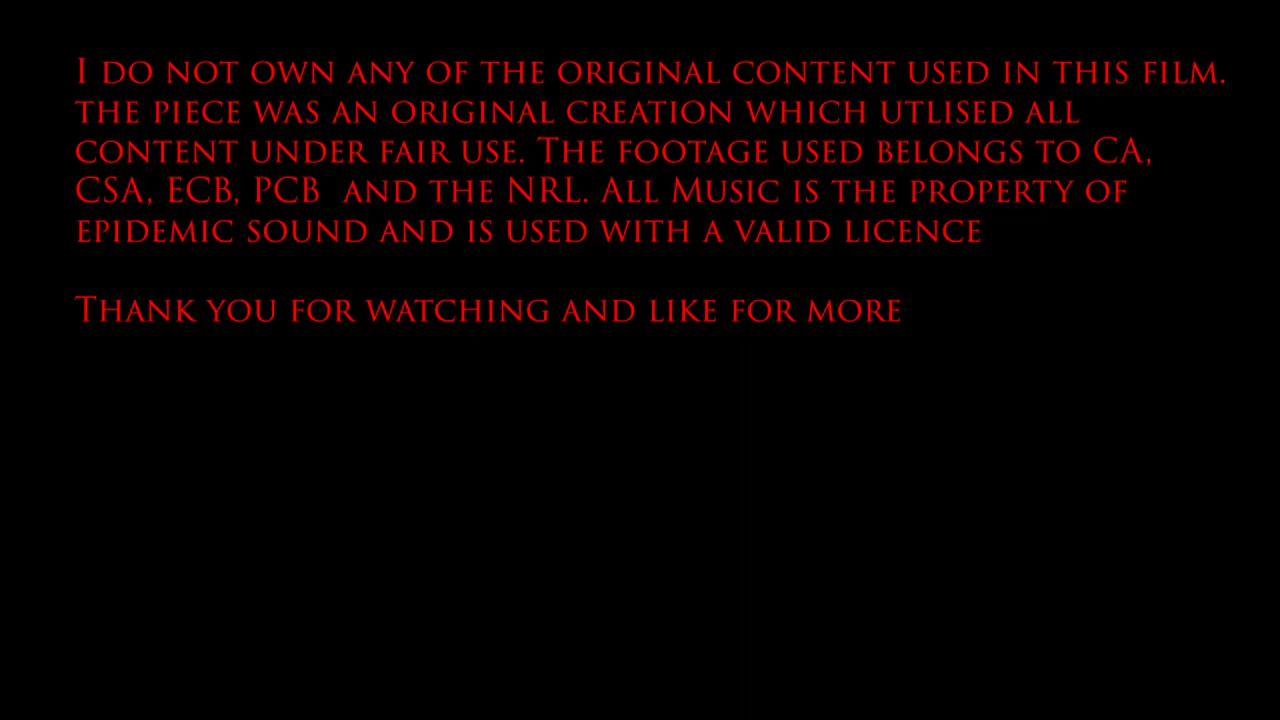 I do not own any of the original content used in this film.
the piece was an original creation which utlised all
content under fair use. The footage used belongs to CA,
CSA, ECB, PCB  and the NRL. All Music is the property of
epidemic sound and is used with a valid licence
Thank you for watching and like for more